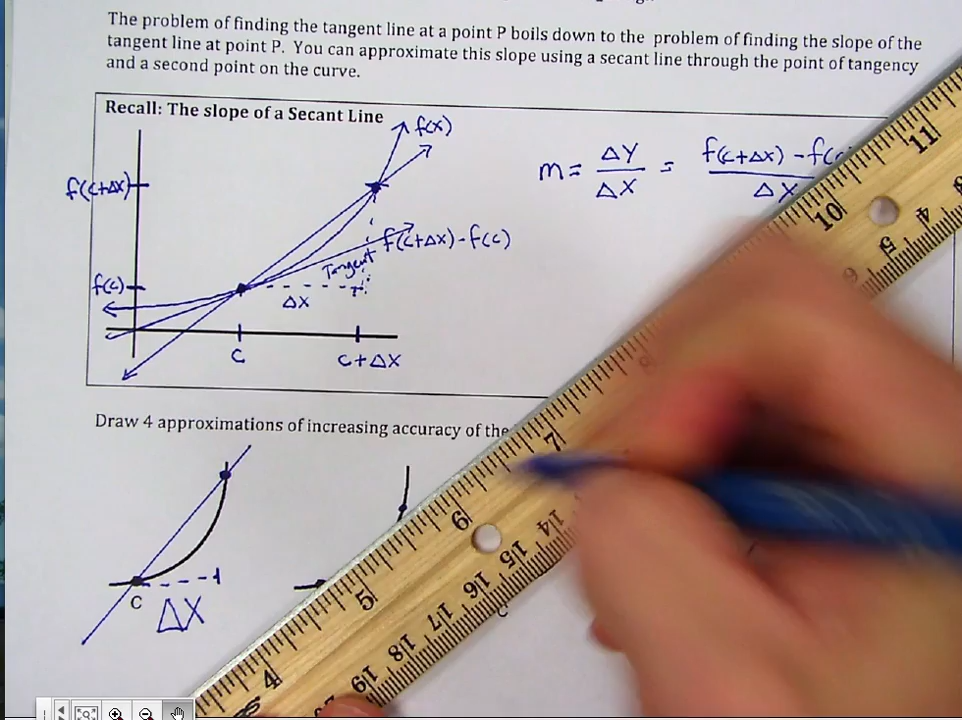 The problem of finding the tangent line at a point P boils down to the problem of finding the slope of the
tangent line at point P. You can approximate this slope using a secant line through the point of tangency
and a second point on the curve.
Recall: The slope of a Secant Line
f(x)
m = ΔY / ΔX = f(c+Δx) - f(c / Δx
f(c+Δx)
f(c+Δx)-f(c)
Tangent
f(c)
Δx
c
c+Δx
Draw 4 approximations of increasing accuracy of the
c
ΔX
11
10
8
7
6
5
4
4
5
6
14
15
16
17
18
19
20